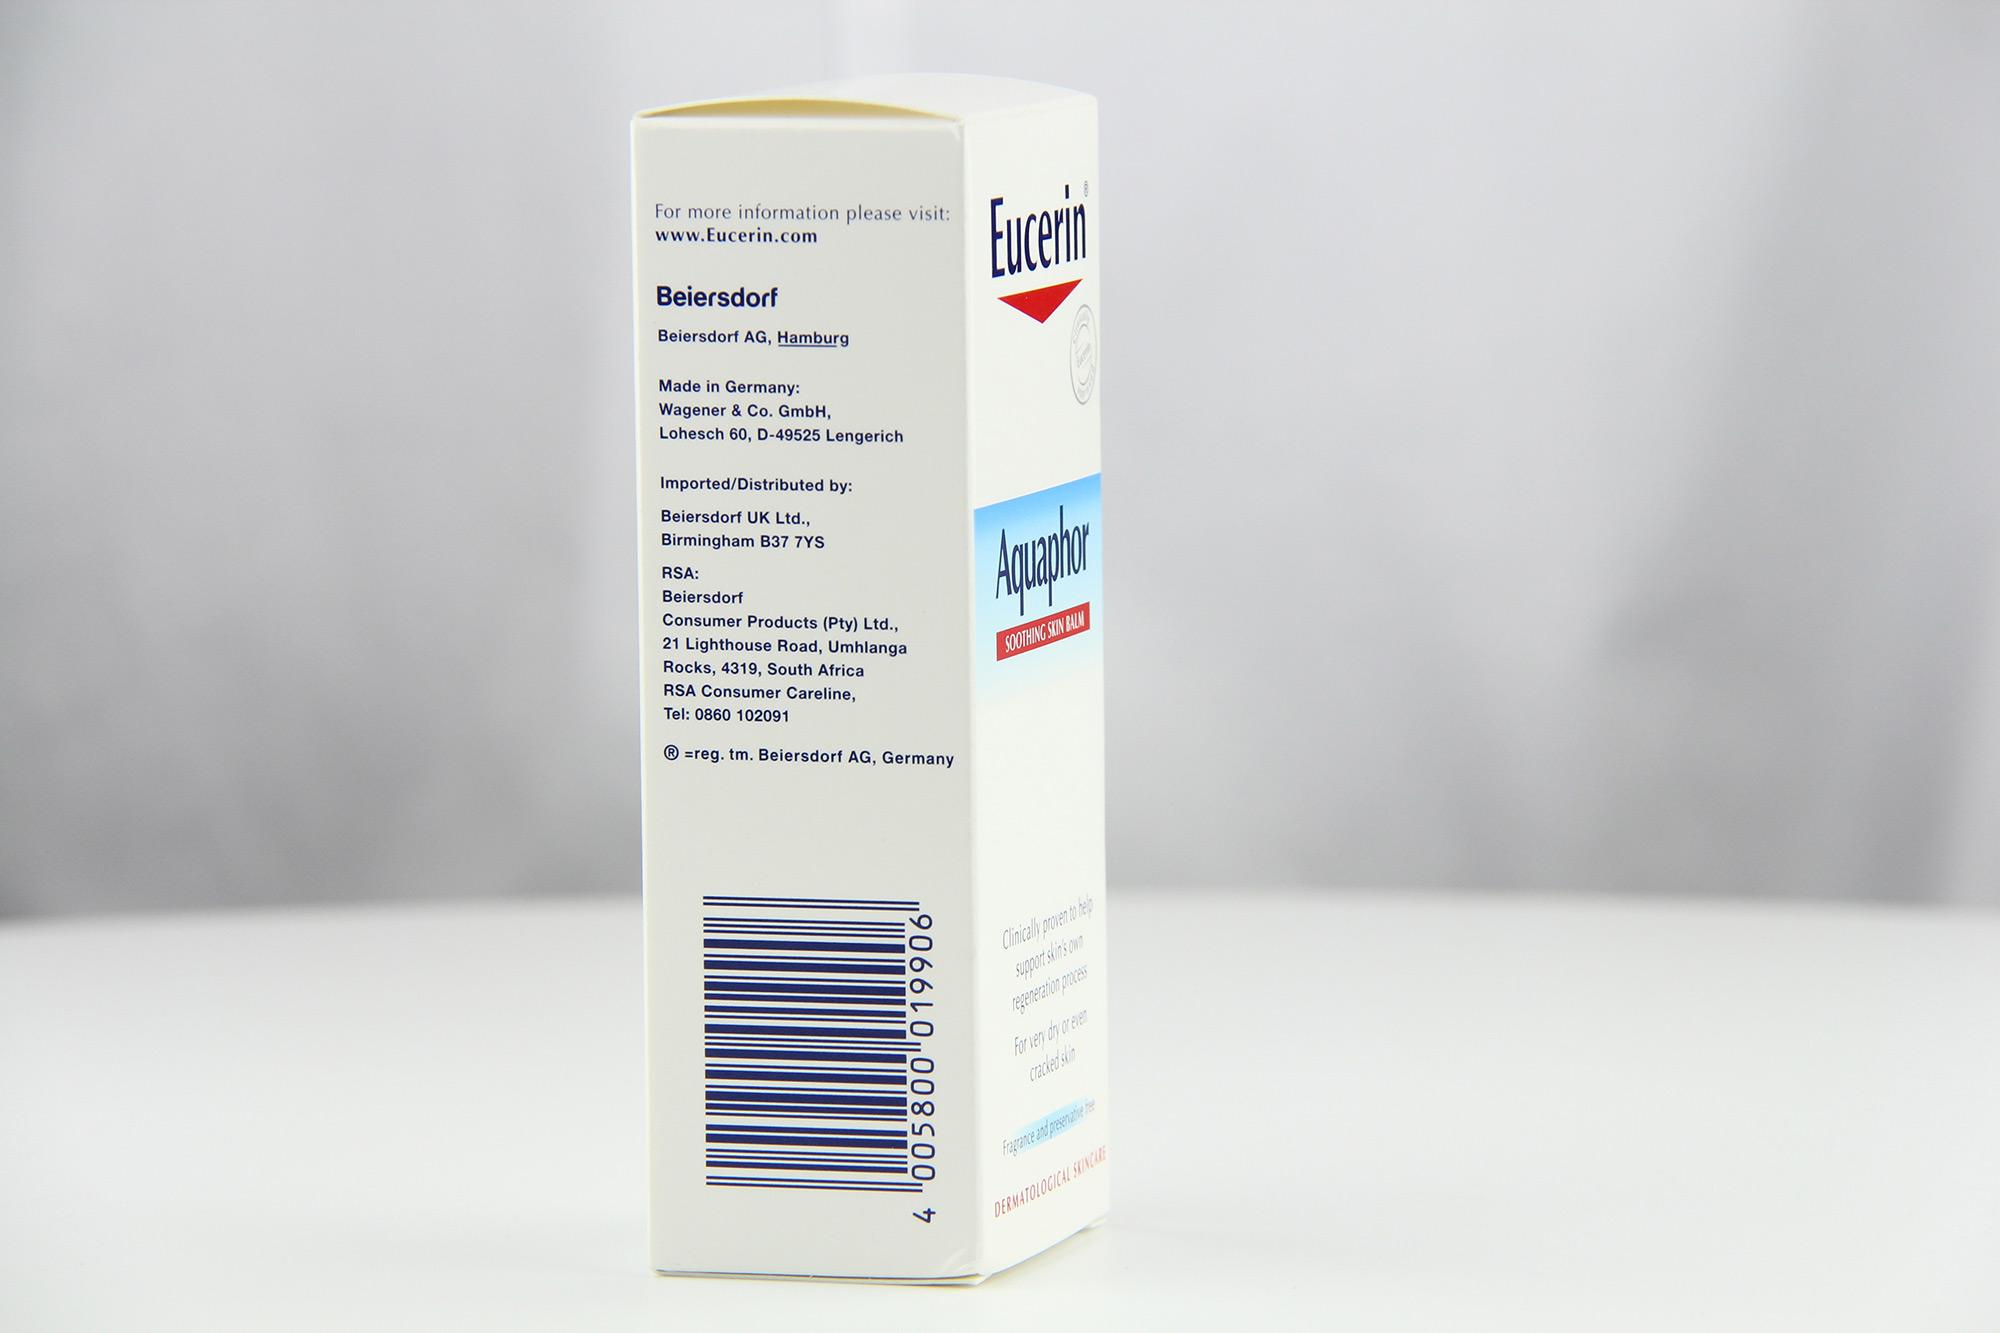 For more information please visit:
www.Eucerin.com
Beiersdorf
Beiersdorf AG, Hamburg
Made in Germany:
Wagener & Co. GmbH,
Lohesch 60, D-49525 Lengerich
Imported/Distributed by:
Beiersdorf UK Ltd.,
Birmingham B37 7YS
RSA:
Beiersdorf
Consumer Products (Pty) Ltd.,
21 Lighthouse Road, Umhlanga
Rocks, 4319, South Africa
RSA Consumer Careline,
Tel: 0860 102091
® =reg. tm. Beiersdorf AG, Germany
4 005800 019906
Eucerin®
Aquaphor
SOOTHING SKIN BALM
Clinically proven to help
support skin's own
regeneration process
For very dry or even
cracked skin
Fragrance and preservative free
DERMATOLOGICAL SKINCARE